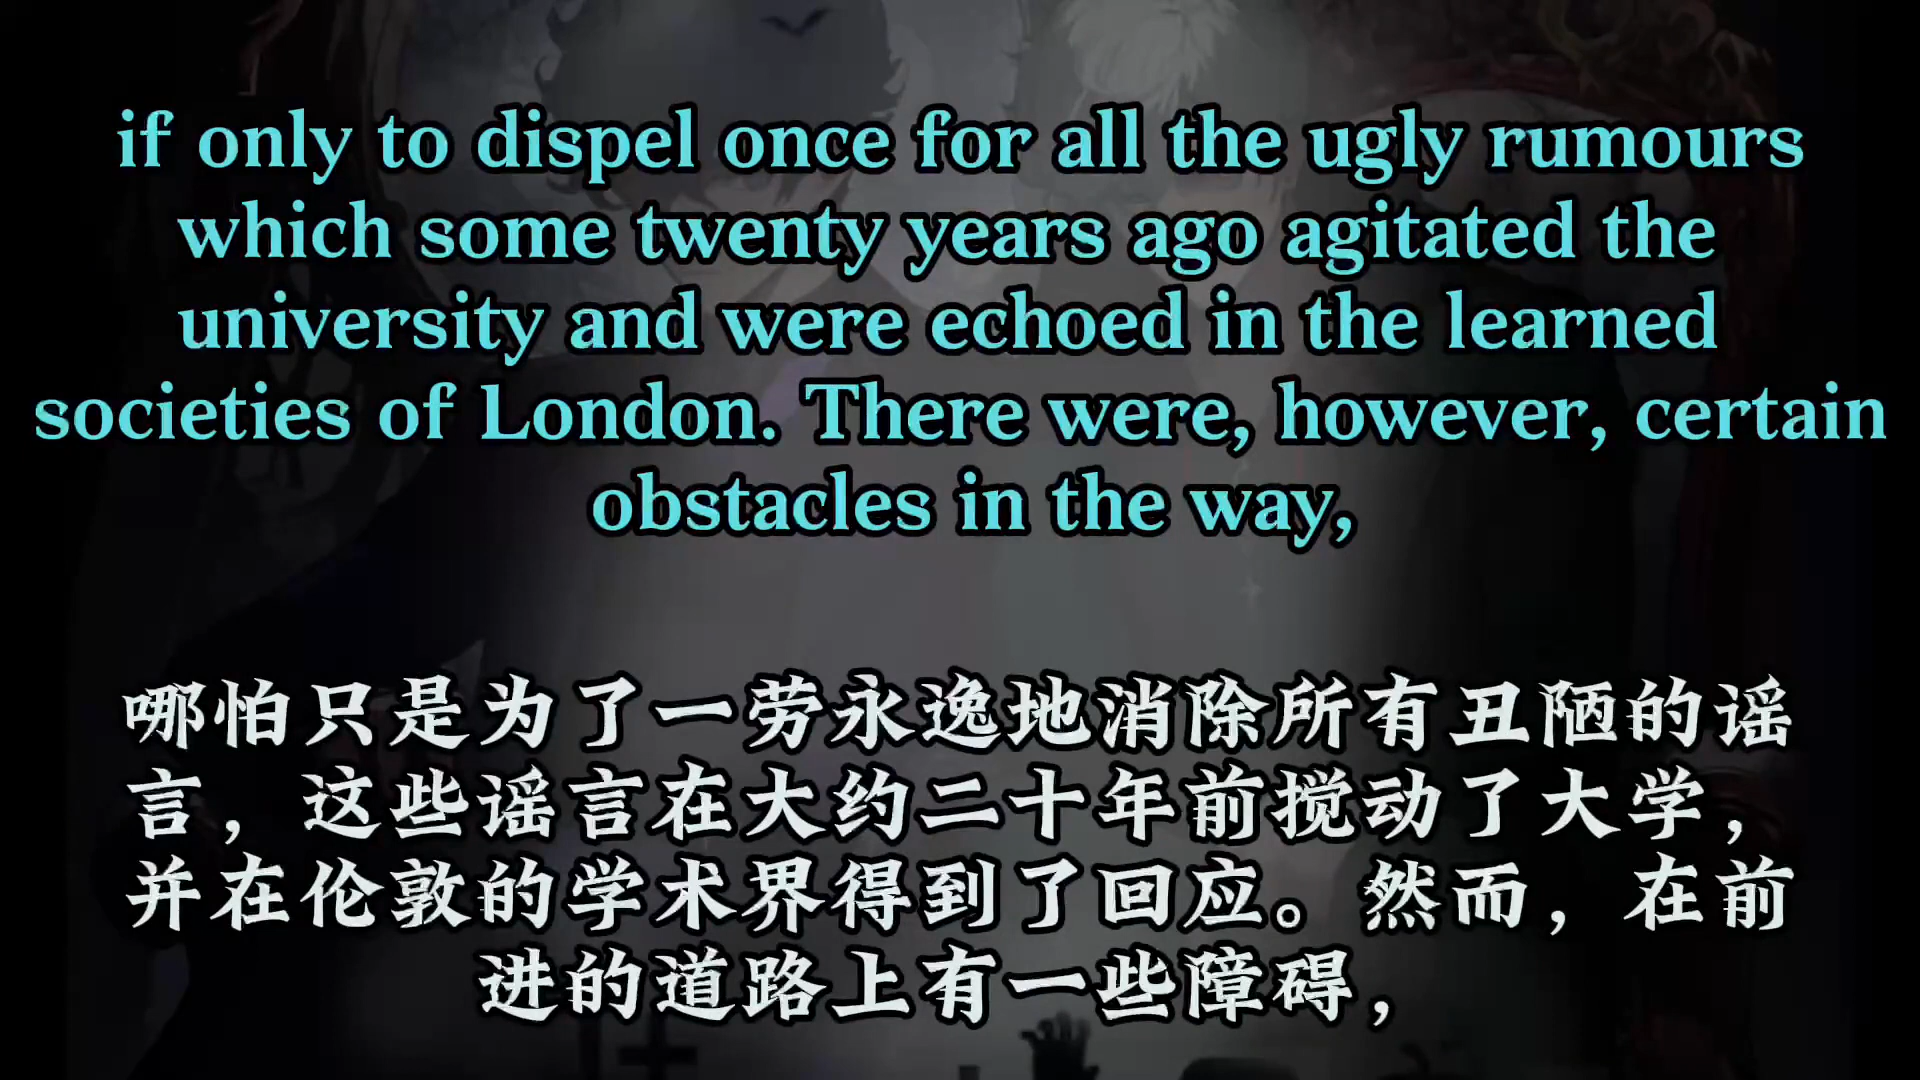 if only to dispel once for all the ugly rumours
which some twenty years ago agitated the
university and were echoed in the learned
societies of London. There were, however, certain
obstacles in the way,
哪怕只是为了一劳永逸地消除所有丑陋的谣
言，这些谣言在大约二十年前搅动了大学，
并在伦敦的学术界得到了回应。然而，在前
进的道路上有一些障碍，